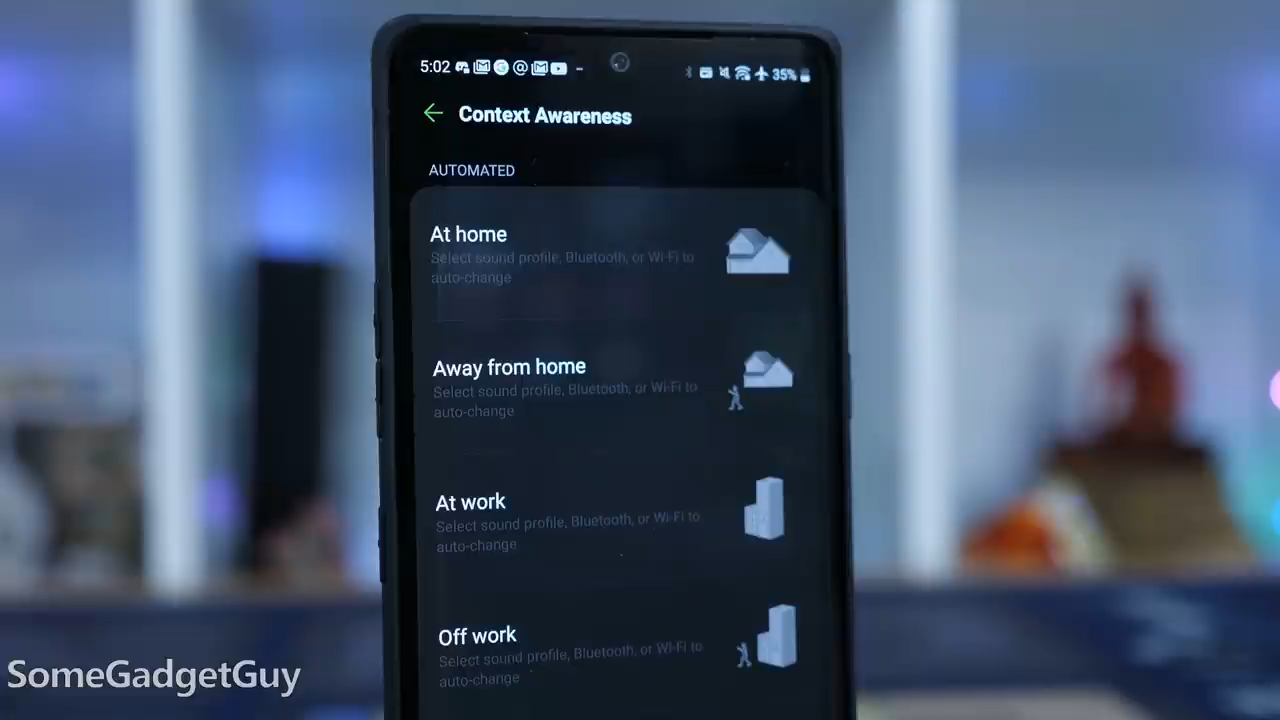 5:02
35%
Context Awareness
AUTOMATED
At home
Select sound profile, Bluetooth, or Wi-Fi to
auto-change
Away from home
Select sound profile, Bluetooth, or Wi-Fi to
auto-change
At work
Select sound profile, Bluetooth, or Wi-Fi to
auto-change
Off work
Select sound profile, Bluetooth, or Wi-Fi to
auto-change
SomeGadgetGuy